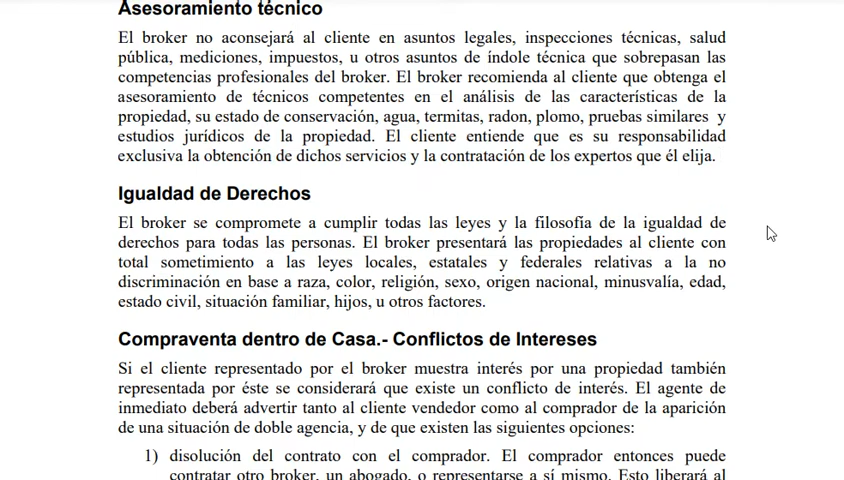 Asesoramiento técnico
El broker no aconsejará al cliente en asuntos legales, inspecciones técnicas, salud
pública, mediciones, impuestos, u otros asuntos de índole técnica que sobrepasan las
competencias profesionales del broker. El broker recomienda al cliente que obtenga el
asesoramiento de técnicos competentes en el análisis de las características de la
propiedad, su estado de conservación, agua, termitas, radon, plomo, pruebas similares y
estudios jurídicos de la propiedad. El cliente entiende que es su responsabilidad
exclusiva la obtención de dichos servicios y la contratación de los expertos que él elija.
Igualdad de Derechos
El broker se compromete a cumplir todas las leyes y la filosofía de la igualdad de
derechos para todas las personas. El broker presentará las propiedades al cliente con
total sometimiento a las leyes locales, estatales y federales relativas a la no
discriminación en base a raza, color, religión, sexo, origen nacional, minusvalía, edad,
estado civil, situación familiar, hijos, u otros factores.
Compraventa dentro de Casa.- Conflictos de Intereses
Si el cliente representado por el broker muestra interés por una propiedad también
representada por éste se considerará que existe un conflicto de interés. El agente de
inmediato deberá advertir tanto al cliente vendedor como al comprador de la aparición
de una situación de doble agencia, y de que existen las siguientes opciones:
1) disolución del contrato con el comprador. El comprador entonces puede
contratar otro broker, un abogado, o representarse a sí mismo. Esto liberará al